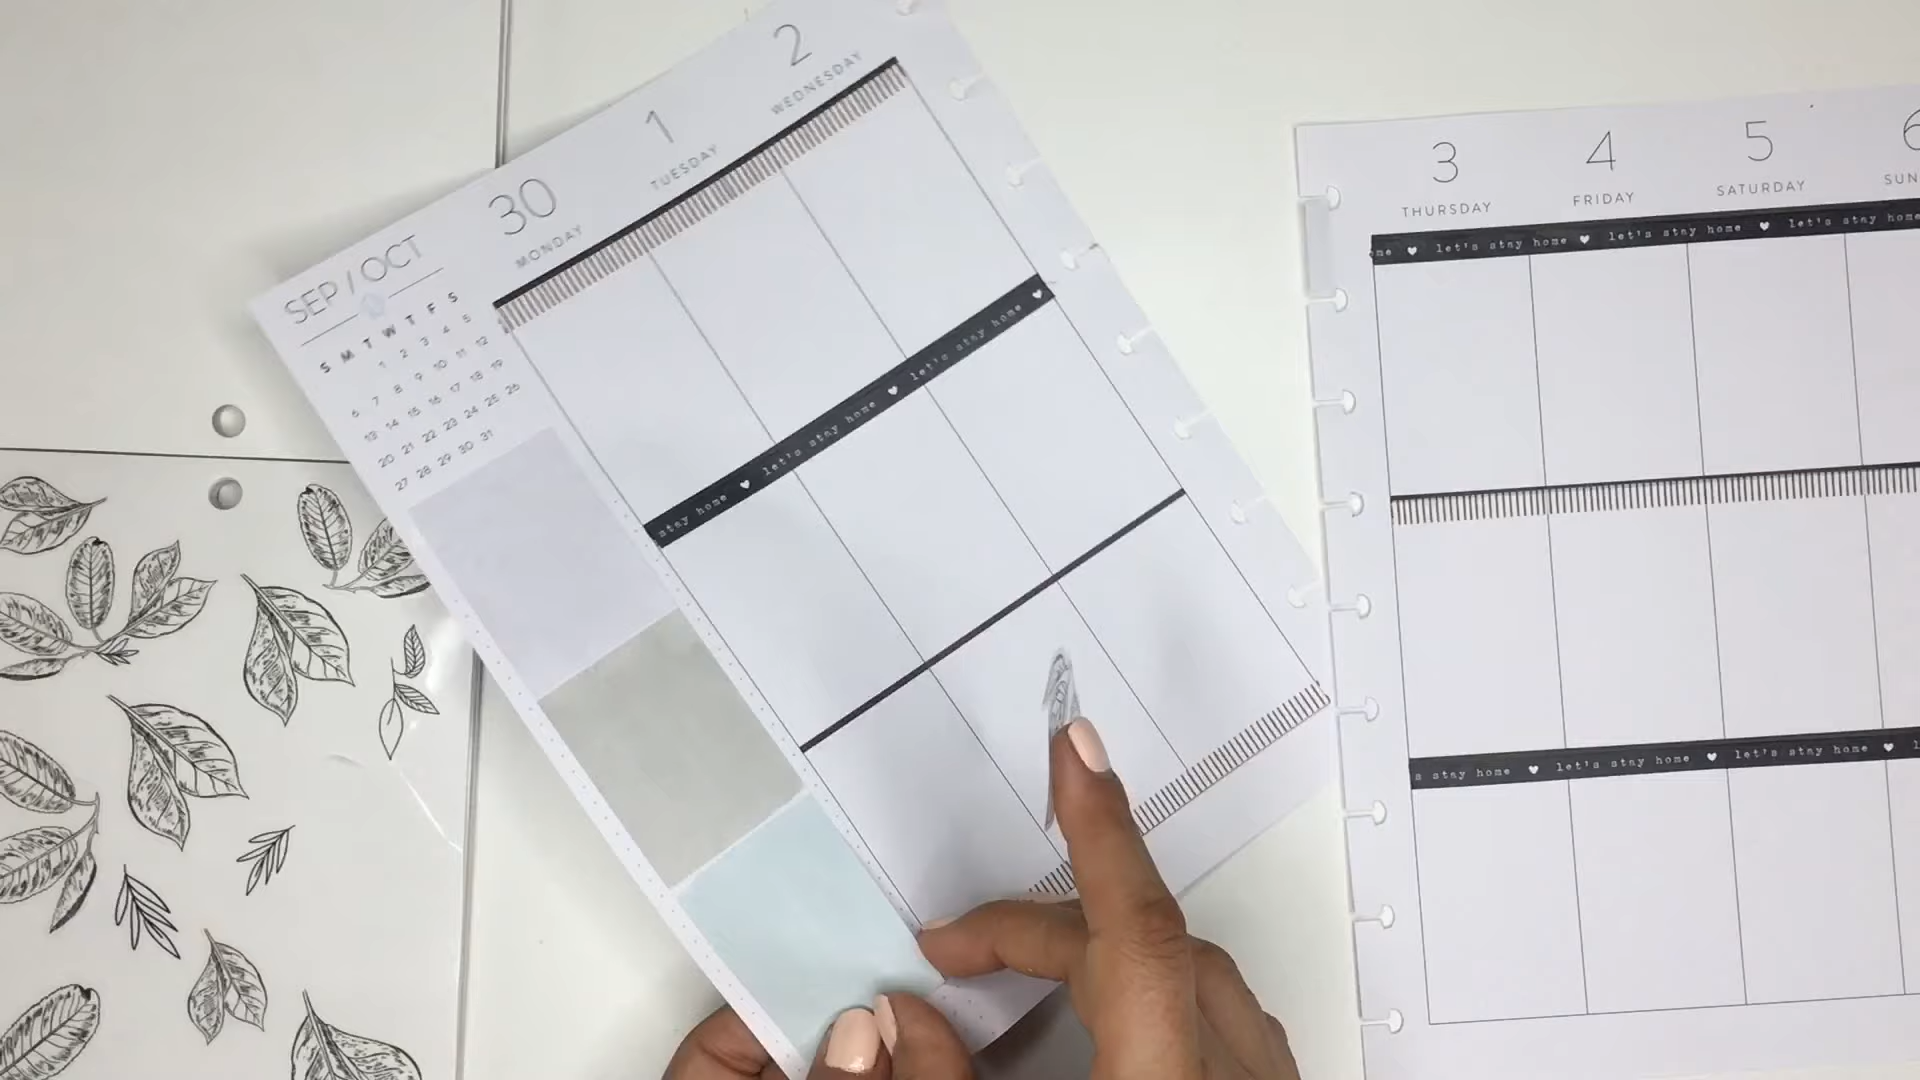 2
WEDNESDAY
1
TUESDAY
30
MONDAY
SEP / OCT
S M T W T F S
1 2 3 4 5
6 7 8 9 10 11 12
13 14 15 16 17 18 19
20 21 22 23 24 25 26
27 28 29 30 31
stay home ♥ let's stay home ♥ let's stay home ♥
3
THURSDAY
4
FRIDAY
5
SATURDAY
6
SUN
me ♥ let's stay home ♥ let's stay home ♥ let's stay home
s stay home ♥ let's stay home ♥ let's stay home ♥ l